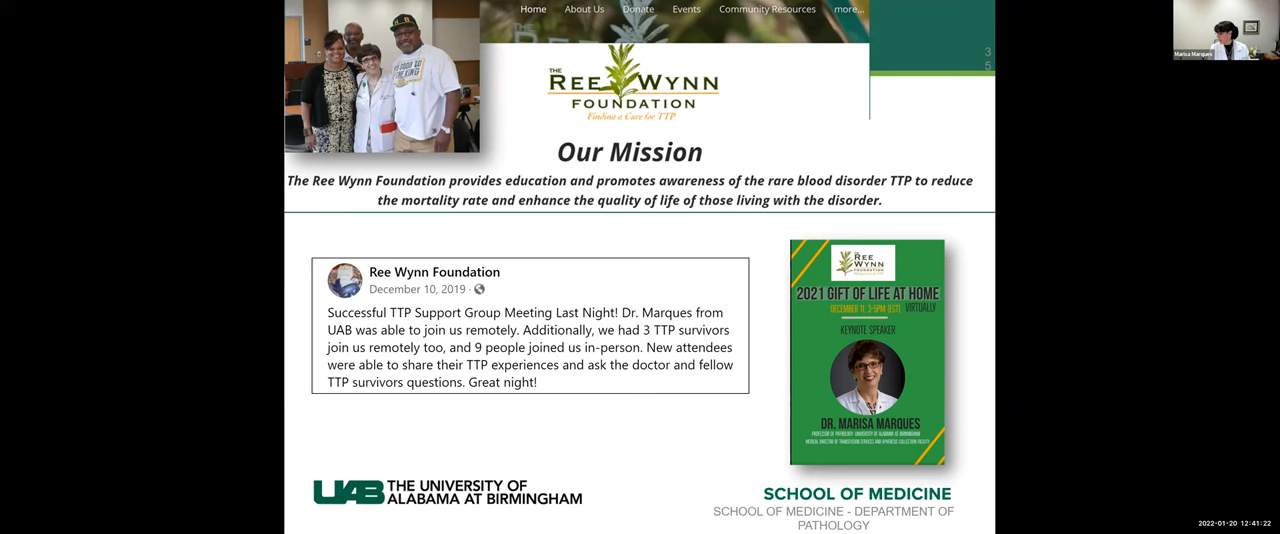 Home About Us Donate Events Community Resources more...
Marisa Marques
3
5
THE
REE WYNN
FOUNDATION
Finding a Cure for TTP
Our Mission
The Ree Wynn Foundation provides education and promotes awareness of the rare blood disorder TTP to reduce
the mortality rate and enhance the quality of life of those living with the disorder.
Ree Wynn Foundation
December 10, 2019 ·
Successful TTP Support Group Meeting Last Night! Dr. Marques from
UAB was able to join us remotely. Additionally, we had 3 TTP survivors
join us remotely too, and 9 people joined us in-person. New attendees
were able to share their TTP experiences and ask the doctor and fellow
TTP survivors questions. Great night!
THE
REE WYNN
FOUNDATION
2021 GIFT OF LIFE AT HOME
DECEMBER 11, 3-5PM (EST) VIRTUALLY
KEYNOTE SPEAKER
DR. MARISA MARQUES
PROFESSOR OF PATHOLOGY: UNIVERSITY OF ALABAMA AT BIRMINGHAM
MEDICAL DIRECTOR OF TRANSFUSION SERVICES AND APHERESIS COLLECTION FACILITY
UAB THE UNIVERSITY OF
ALABAMA AT BIRMINGHAM
SCHOOL OF MEDICINE
SCHOOL OF MEDICINE - DEPARTMENT OF
PATHOLOGY
2022-01-20 12:41:22